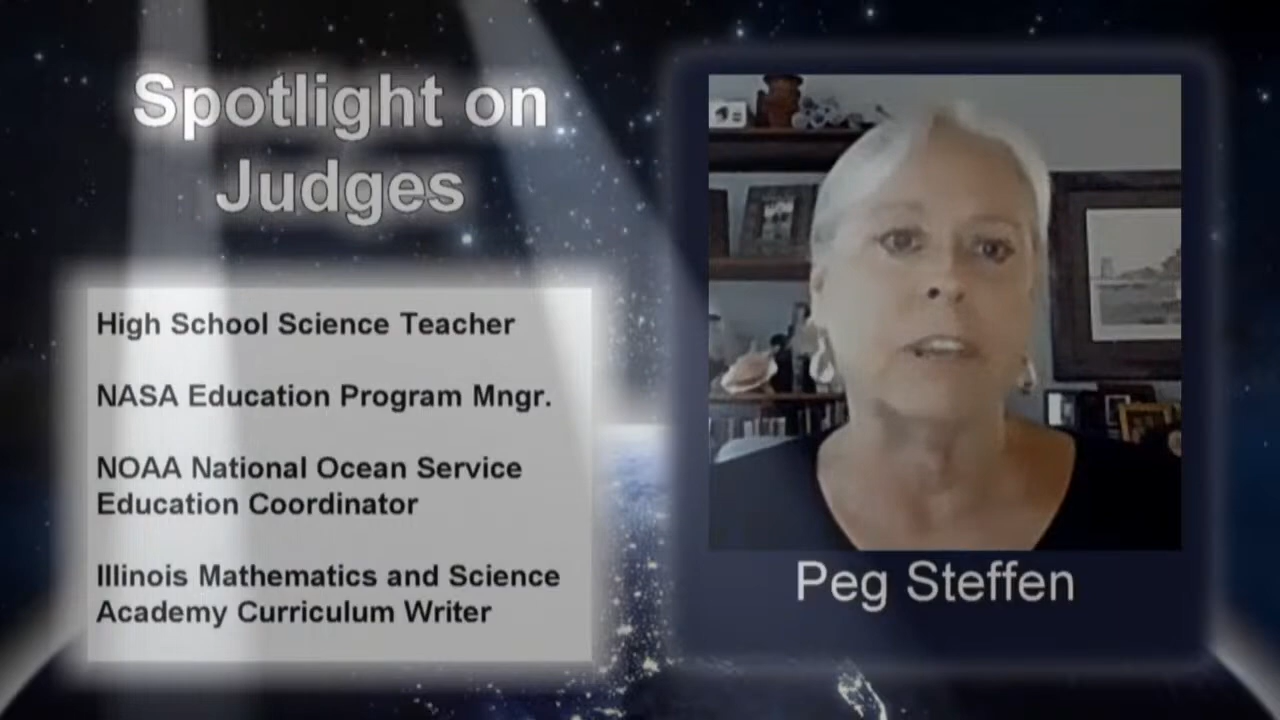 Spotlight on
Judges
High School Science Teacher
NASA Education Program Mngr.
NOAA National Ocean Service
Education Coordinator
Illinois Mathematics and Science
Academy Curriculum Writer
Peg Steffen